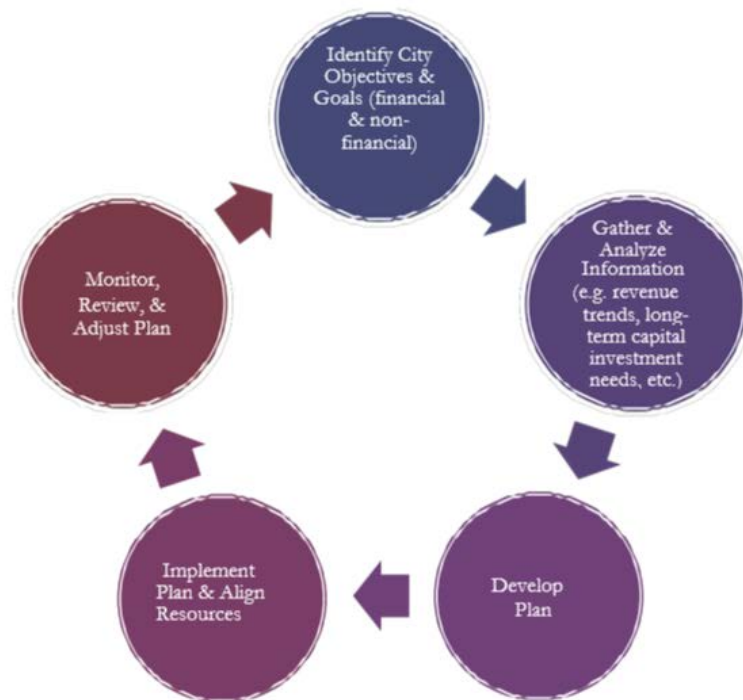 Identify City
Objectives &
Goals (financial
& non-
financial)
Gather &
Analyze
Information
(e.g. revenue
trends, long-
term capital
investment
needs, etc.)
Develop
Plan
Implement
Plan & Align
Resources
Monitor,
Review, &
Adjust Plan